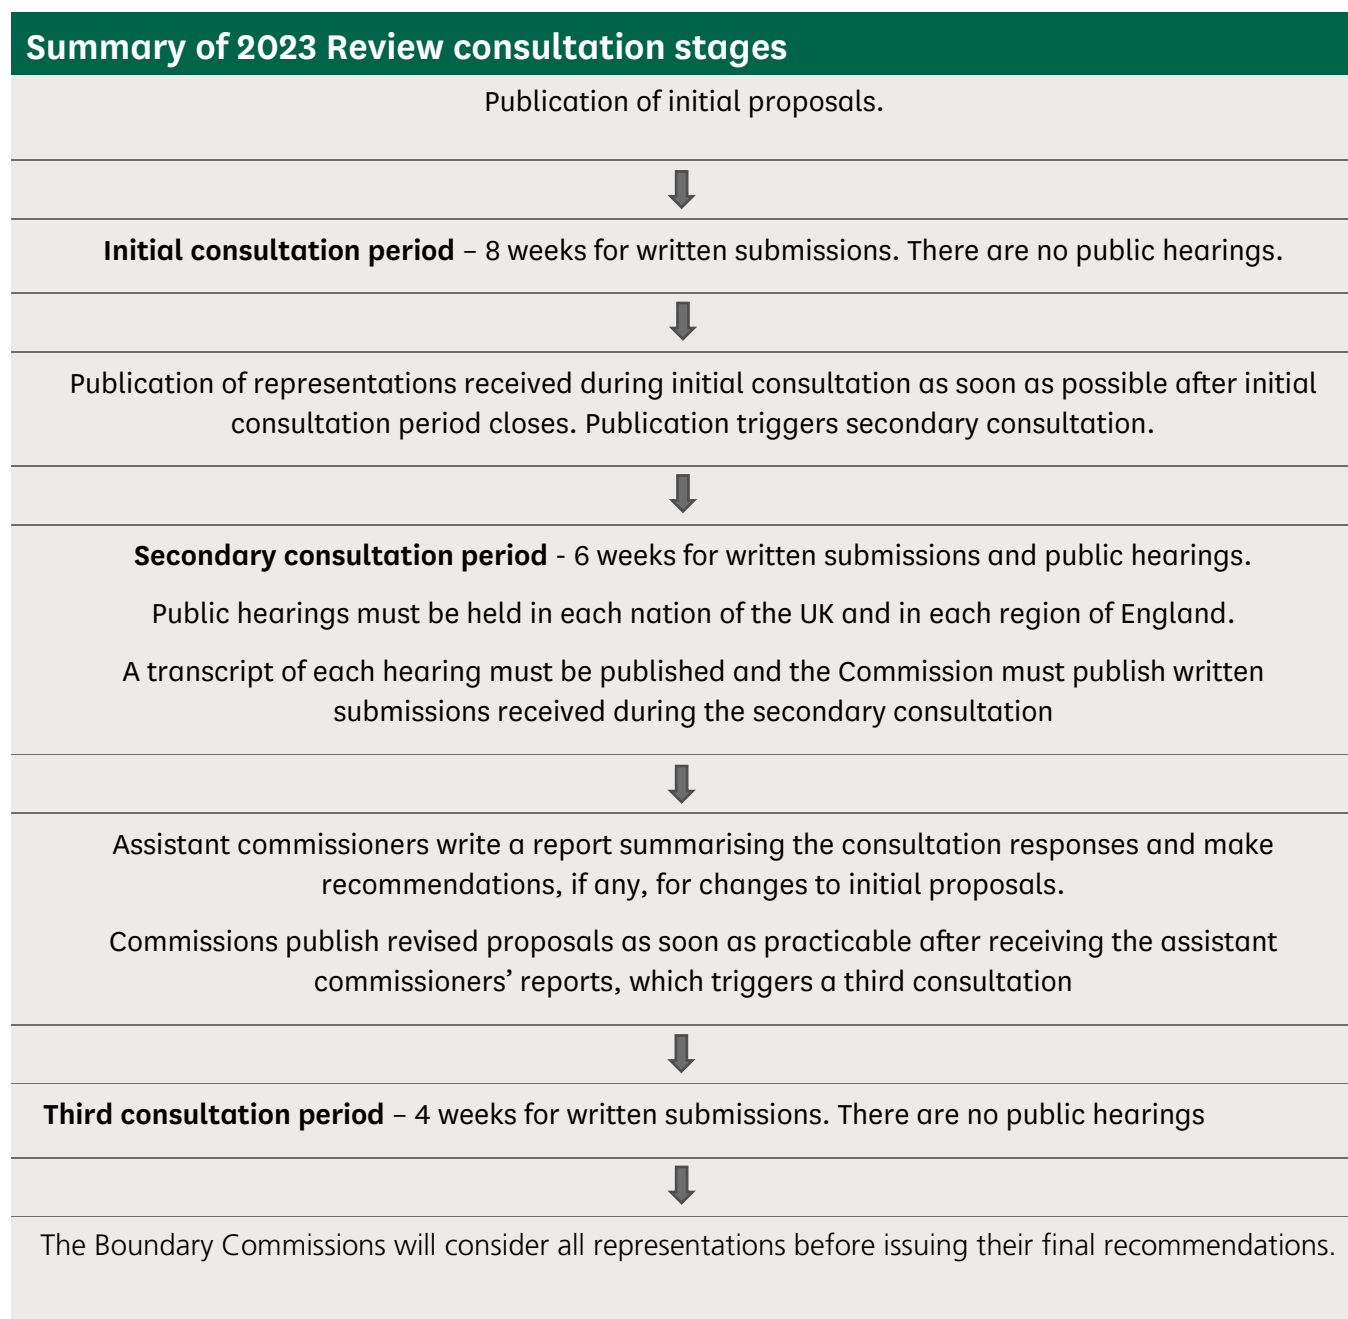 Summary of 2023 Review consultation stages
Publication of initial proposals.
Initial consultation period – 8 weeks for written submissions. There are no public hearings.
Publication of representations received during initial consultation as soon as possible after initial
consultation period closes. Publication triggers secondary consultation.
Secondary consultation period - 6 weeks for written submissions and public hearings.
Public hearings must be held in each nation of the UK and in each region of England.
A transcript of each hearing must be published and the Commission must publish written
submissions received during the secondary consultation
Assistant commissioners write a report summarising the consultation responses and make
recommendations, if any, for changes to initial proposals.
Commissions publish revised proposals as soon as practicable after receiving the assistant
commissioners’ reports, which triggers a third consultation
Third consultation period – 4 weeks for written submissions. There are no public hearings
The Boundary Commissions will consider all representations before issuing their final recommendations.